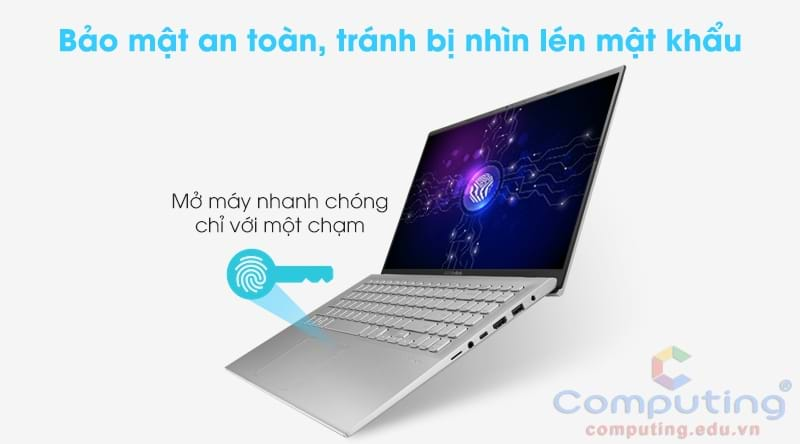 Bảo mật an toàn, tránh bị nhìn lén mật khẩu
Mở máy nhanh chóng
chỉ với một chạm
Computing®
computing.edu.vn